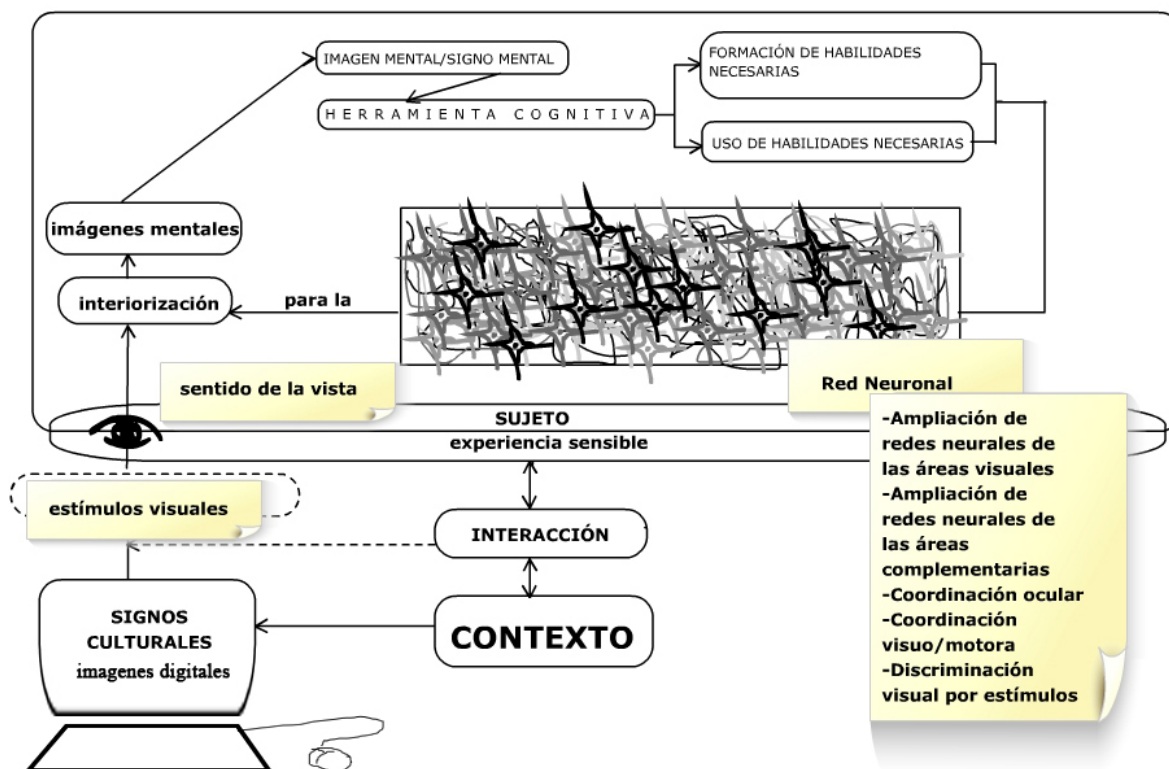 IMAGEN MENTAL/SIGNO MENTAL
HERRAMIENTA COGNITIVA
FORMACIÓN DE HABILIDADES
NECESARIAS
USO DE HABILIDADES NECESARIAS
imágenes mentales
interiorización
para la
sentido de la vista
Red Neuronal
SUJETO
experiencia sensible
estímulos visuales
INTERACCIÓN
CONTEXTO
SIGNOS
CULTURALES
imagenes digitales
-Ampliación de
redes neurales de
las áreas visuales
-Ampliación de
redes neurales de
las áreas
complementarias
-Coordinación ocular
-Coordinación
visuo/motora
-Discriminación
visual por estímulos